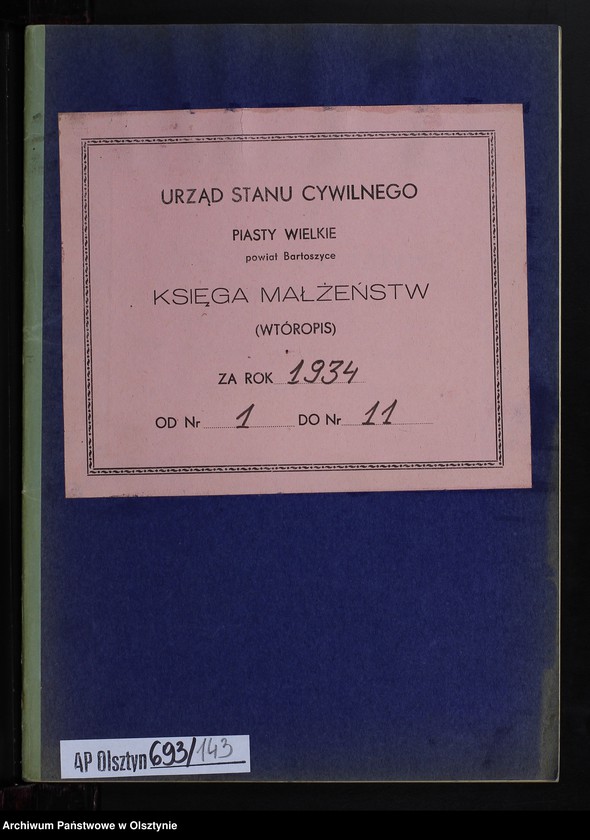 URZĄD STANU CYWILNEGO
PIASTY WIELKIE
powiat Bartoszyce
KSIĘGA MAŁŻEŃSTW
(WTÓROPIS)
ZA ROK 1934
OD Nr 1 DO Nr 11
AP Olsztyn 693/143
Archiwum Państwowe w Olsztynie